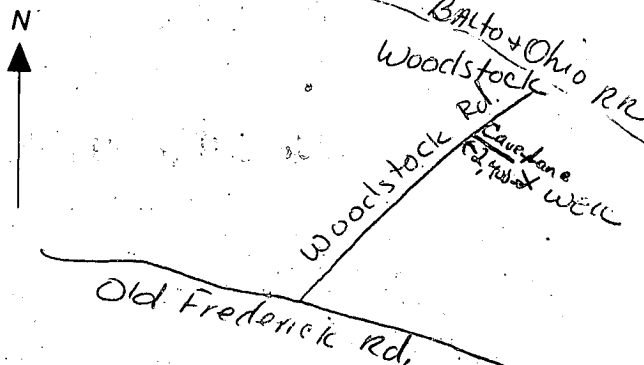 N
BALto + Ohio RR
Woodstock
Woodstock Rd.
Cave Lane
WELL
Old Frederick Rd.